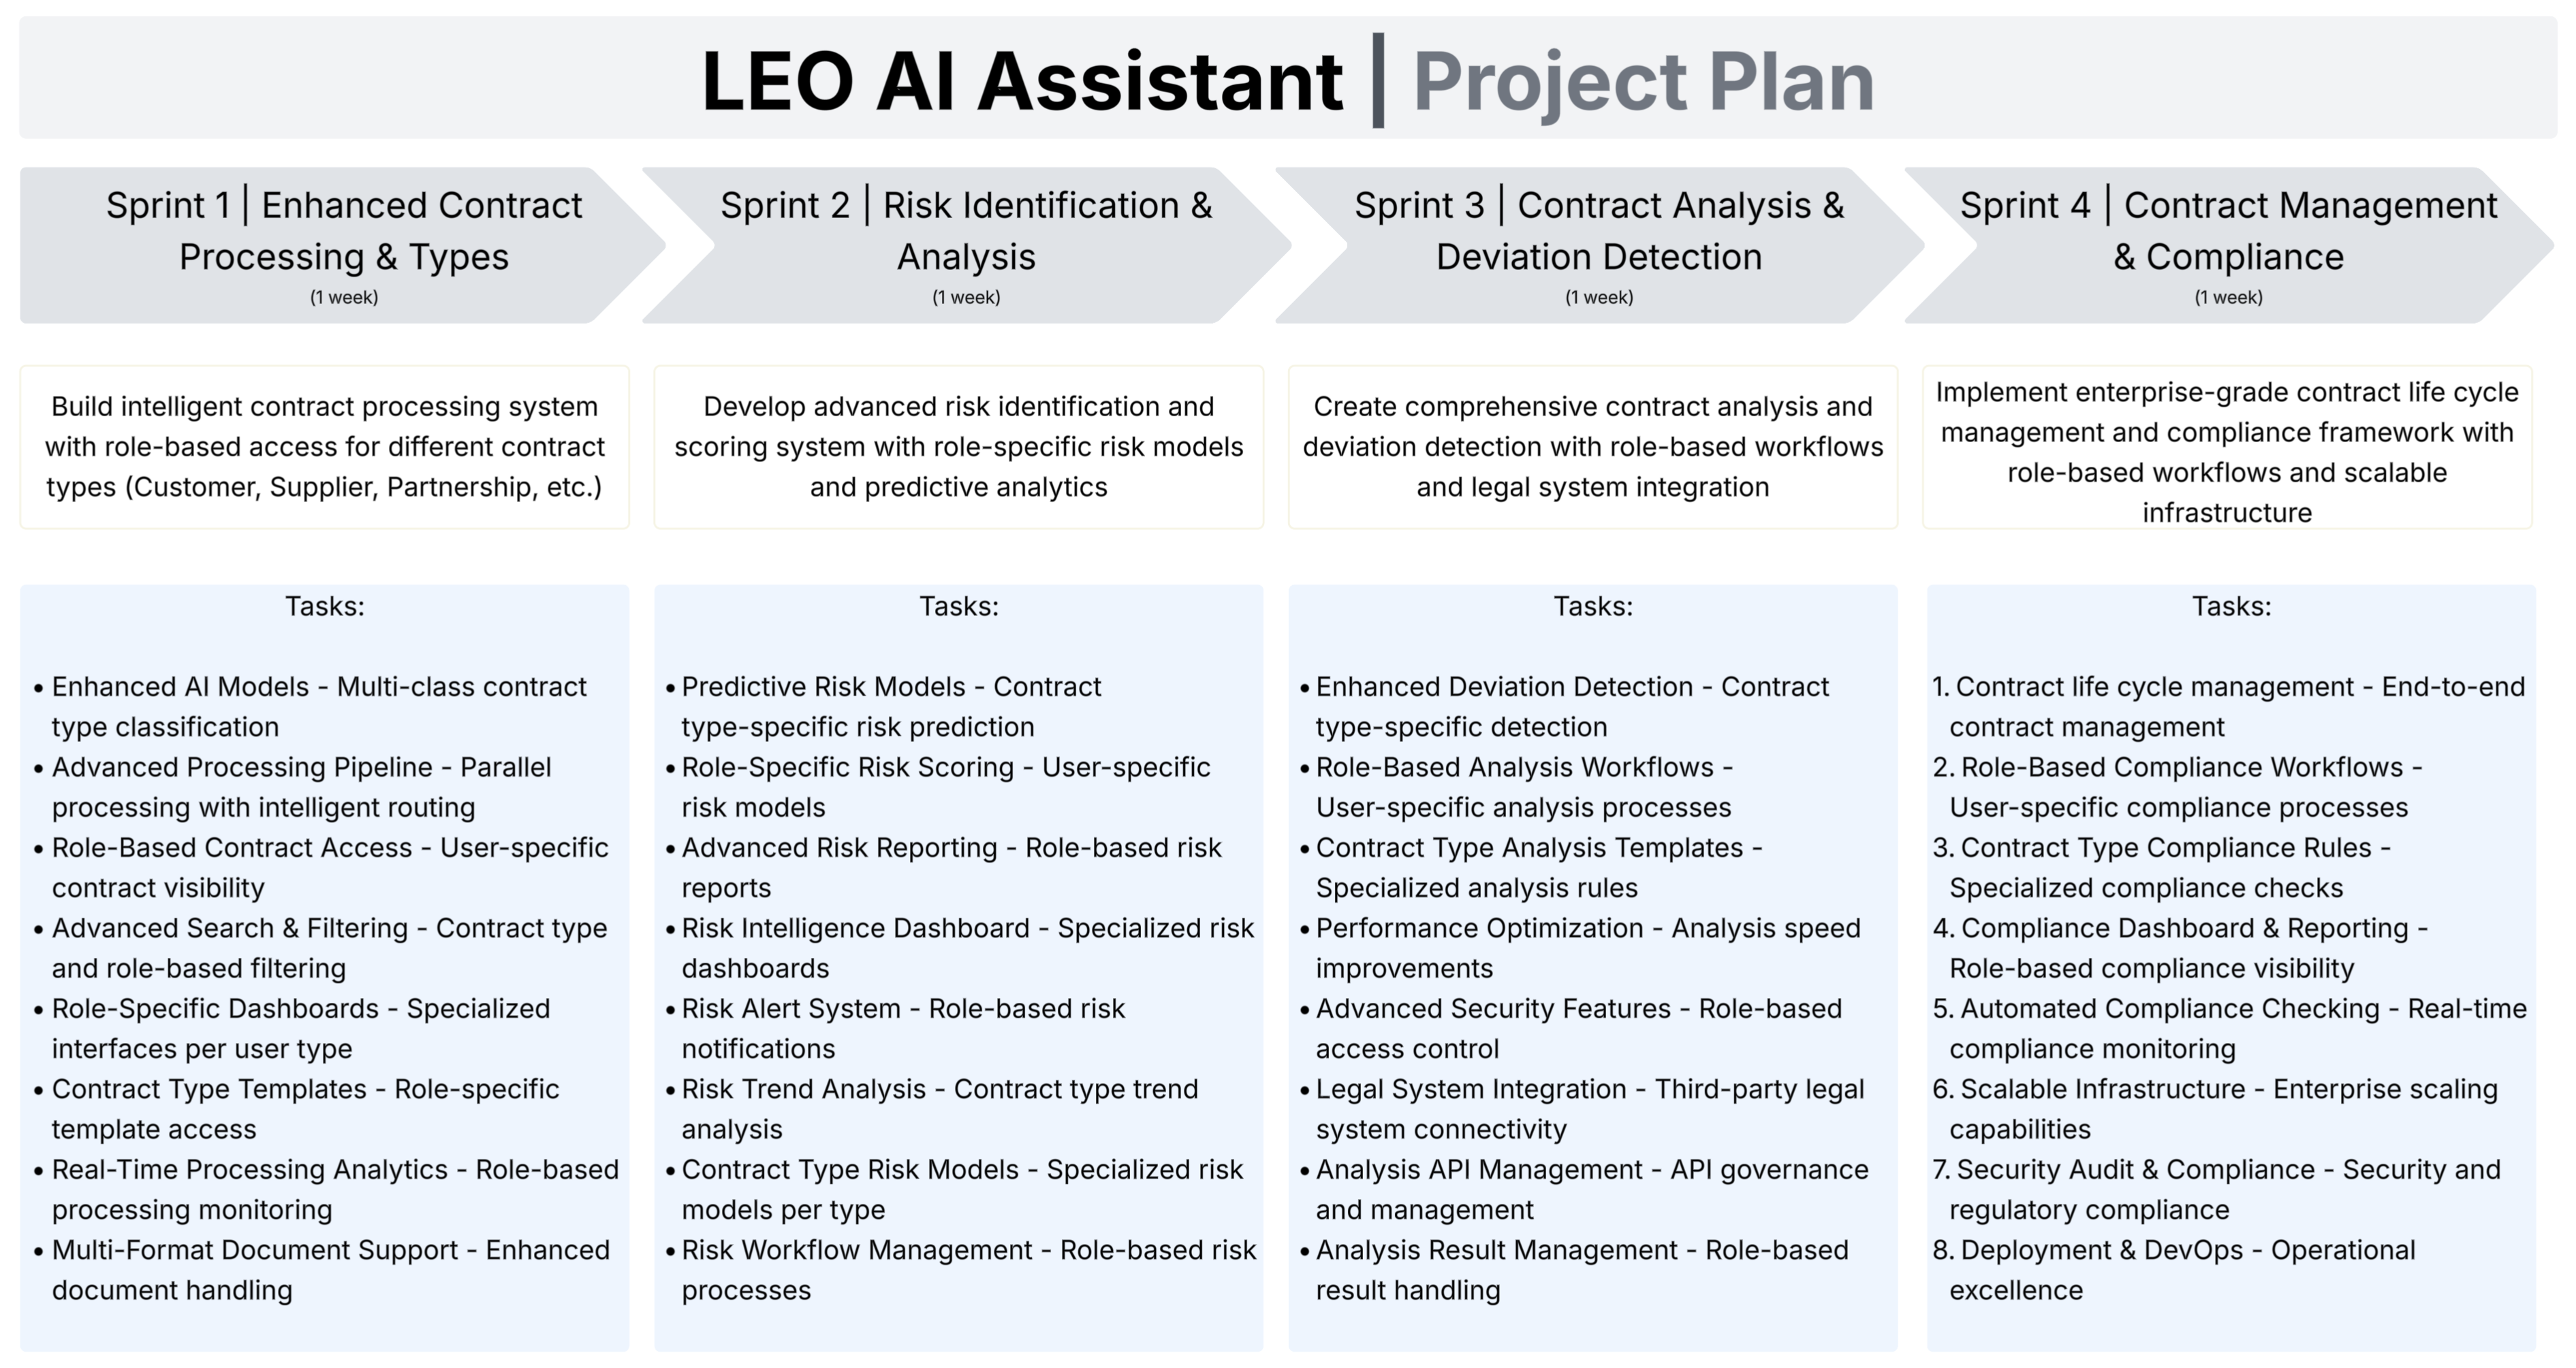 LEO AI Assistant | Project Plan
Sprint 1 | Enhanced Contract
Processing & Types
(1 week)
Sprint 2 | Risk Identification &
Analysis
(1 week)
Sprint 3 | Contract Analysis &
Deviation Detection
(1 week)
Sprint 4 | Contract Management
& Compliance
(1 week)
Build intelligent contract processing system
with role-based access for different contract
types (Customer, Supplier, Partnership, etc.)
Develop advanced risk identification and
scoring system with role-specific risk models
and predictive analytics
Create comprehensive contract analysis and
deviation detection with role-based workflows
and legal system integration
Implement enterprise-grade contract life cycle
management and compliance framework with
role-based workflows and scalable
infrastructure
Tasks:
• Enhanced AI Models - Multi-class contract
type classification
• Advanced Processing Pipeline - Parallel
processing with intelligent routing
• Role-Based Contract Access - User-specific
contract visibility
• Advanced Search & Filtering - Contract type
and role-based filtering
• Role-Specific Dashboards - Specialized
interfaces per user type
• Contract Type Templates - Role-specific
template access
• Real-Time Processing Analytics - Role-based
processing monitoring
• Multi-Format Document Support - Enhanced
document handling
Tasks:
• Predictive Risk Models - Contract
type-specific risk prediction
• Role-Specific Risk Scoring - User-specific
risk models
• Advanced Risk Reporting - Role-based risk
reports
• Risk Intelligence Dashboard - Specialized risk
dashboards
• Risk Alert System - Role-based risk
notifications
• Risk Trend Analysis - Contract type trend
analysis
• Contract Type Risk Models - Specialized risk
models per type
• Risk Workflow Management - Role-based risk
processes
Tasks:
• Enhanced Deviation Detection - Contract
type-specific detection
• Role-Based Analysis Workflows -
User-specific analysis processes
• Contract Type Analysis Templates -
Specialized analysis rules
• Performance Optimization - Analysis speed
improvements
• Advanced Security Features - Role-based
access control
• Legal System Integration - Third-party legal
system connectivity
• Analysis API Management - API governance
and management
• Analysis Result Management - Role-based
result handling
Tasks:
1. Contract life cycle management - End-to-end
contract management
2. Role-Based Compliance Workflows -
User-specific compliance processes
3. Contract Type Compliance Rules -
Specialized compliance checks
4. Compliance Dashboard & Reporting -
Role-based compliance visibility
5. Automated Compliance Checking - Real-time
compliance monitoring
6. Scalable Infrastructure - Enterprise scaling
capabilities
7. Security Audit & Compliance - Security and
regulatory compliance
8. Deployment & DevOps - Operational
excellence